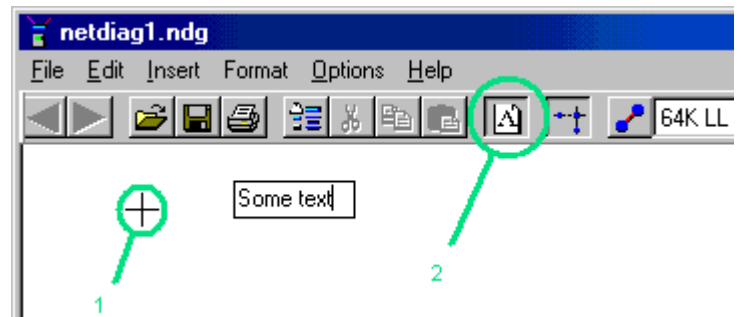 netdiag1.ndg
File Edit Insert Format Options Help
A 64K LL
Some text
1 2